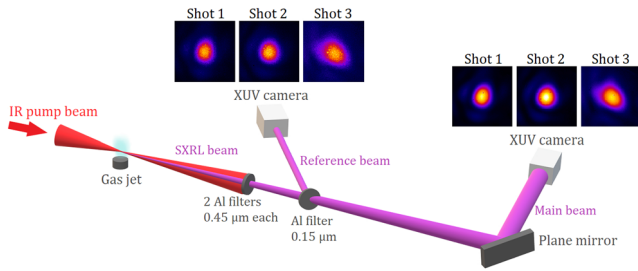 Shot 1 Shot 2 Shot 3
XUV camera
Shot 1 Shot 2 Shot 3
XUV camera
IR pump beam
SXRL beam
Reference beam
Gas jet
Main beam
2 Al filters
0.45 μm each
Al filter
0.15 μm
Plane mirror